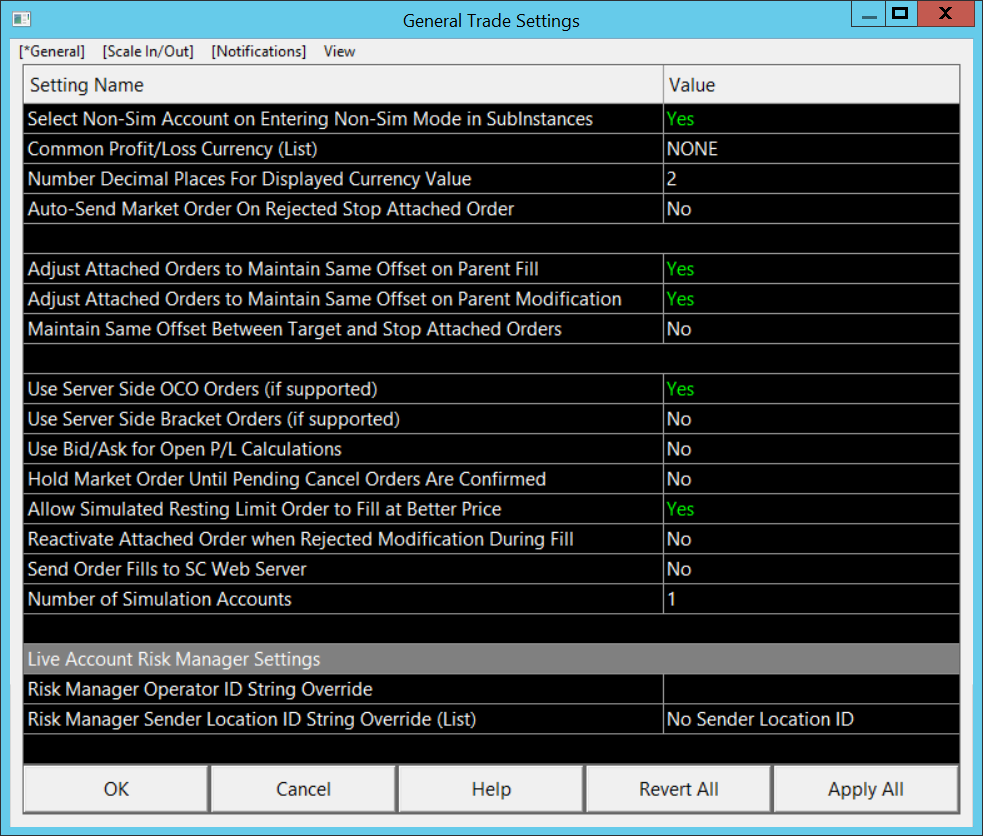 General Trade Settings
[*General] [Scale In/Out] [Notifications] View
Setting Name Value
Select Non-Sim Account on Entering Non-Sim Mode in SubInstances Yes
Common Profit/Loss Currency (List) NONE
Number Decimal Places For Displayed Currency Value 2
Auto-Send Market Order On Rejected Stop Attached Order No
Adjust Attached Orders to Maintain Same Offset on Parent Fill Yes
Adjust Attached Orders to Maintain Same Offset on Parent Modification Yes
Maintain Same Offset Between Target and Stop Attached Orders No
Use Server Side OCO Orders (if supported) Yes
Use Server Side Bracket Orders (if supported) No
Use Bid/Ask for Open P/L Calculations No
Hold Market Order Until Pending Cancel Orders Are Confirmed No
Allow Simulated Resting Limit Order to Fill at Better Price Yes
Reactivate Attached Order when Rejected Modification During Fill No
Send Order Fills to SC Web Server No
Number of Simulation Accounts 1
Live Account Risk Manager Settings
Risk Manager Operator ID String Override
Risk Manager Sender Location ID String Override (List) No Sender Location ID
OK Cancel Help Revert All Apply All